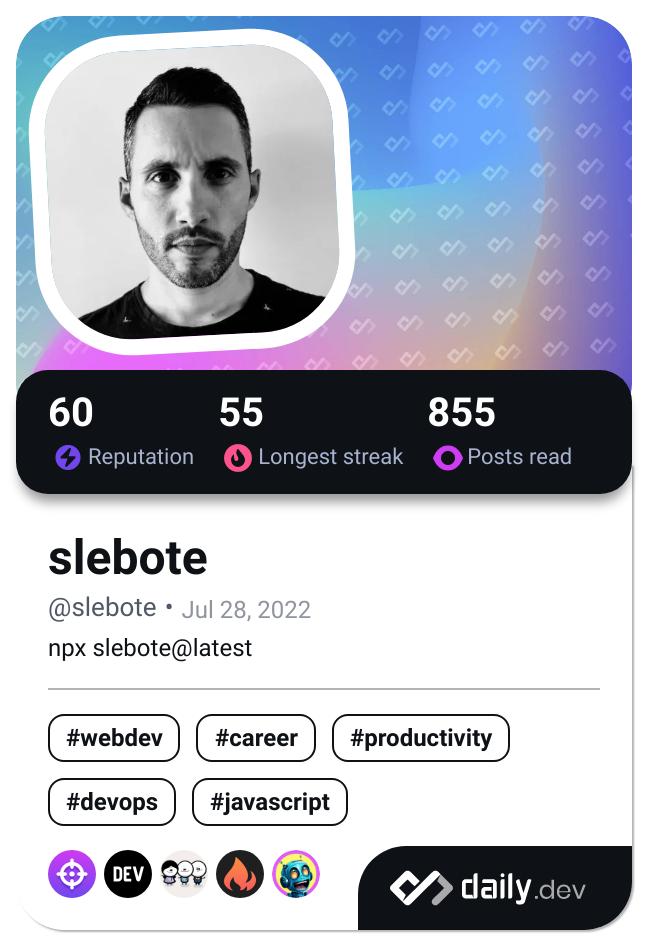 60 55 855
Reputation Longest streak Posts read
slebote
@slebote • Jul 28, 2022
npx slebote@latest
#webdev #career #productivity
#devops #javascript
DEV
daily.dev